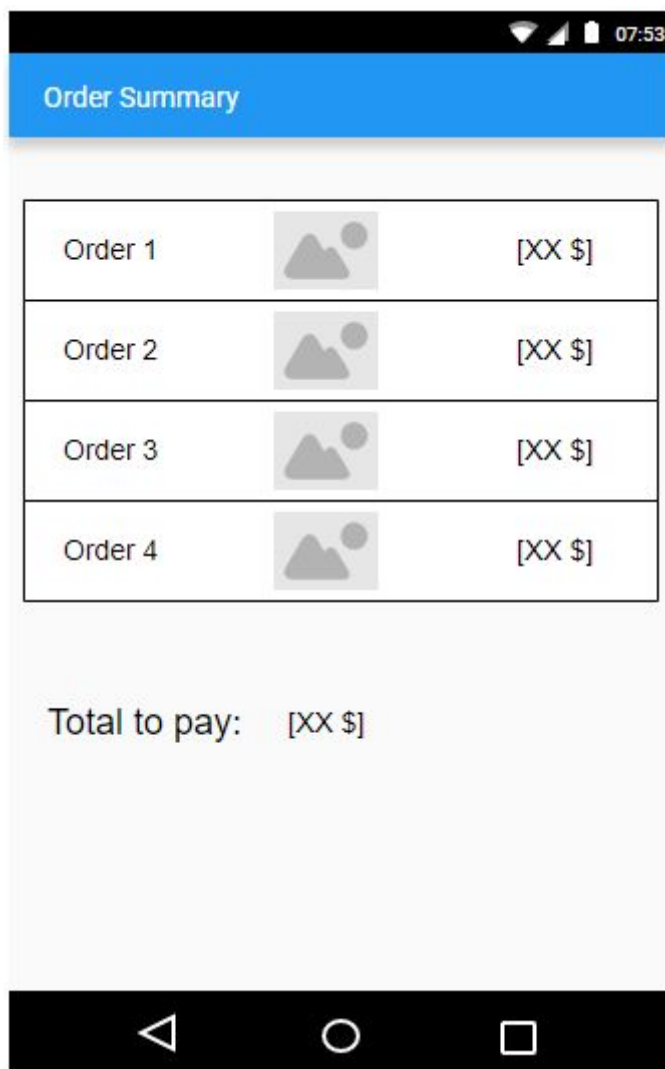 07:53
Order Summary
Order 1 [XX $]
Order 2 [XX $]
Order 3 [XX $]
Order 4 [XX $]
Total to pay: [XX $]